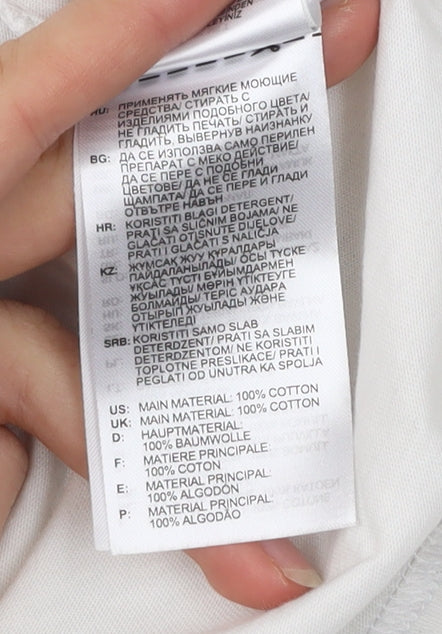 RU: ПРИМЕНЯТЬ МЯГКИЕ МОЮЩИЕ
СРЕДСТВА/ СТИРАТЬ С
ИЗДЕЛИЯМИ ПОДОБНОГО ЦВЕТА/
НЕ ГЛАДИТЬ ПЕЧАТЬ/ СТИРАТЬ И
ГЛАДИТЬ, ВЫВЕРНУВ НАИЗНАНКУ
BG: ДА СЕ ИЗПОЛЗВА САМО ПЕРИЛЕН
ПРЕПАРАТ С МЕКО ДЕЙСТВИЕ/
ДА СЕ ПЕРЕ С ПОДОБНИ
ЦВЕТОВЕ/ ДА НЕ СЕ ГЛАДИ
ЩАМПАТА/ ДА СЕ ПЕРЕ И ГЛАДИ
ОТВЪТРЕ НАВЪН
HR: KORISTITI BLAGI DETERGENT/
PRATI SA SLIČNIM BOJAMA/ NE
GLAČATI OTISNUTE DIJELOVE/
PRATI I GLAČATI S NALIČJA
KZ: ЖҰМСАҚ ЖУУ ҚҰРАЛДАРЫ
ПАЙДАЛАНЫЛАДЫ/ ОСЫ ТҮСКЕ
ҰҚСАС ТҮСТІ БҰЙЫМДАРМЕН
ЖУЫЛАДЫ/ МӨРІН ҮТІКТЕУГЕ
БОЛМАЙДЫ/ ТЕРІС АУДАРА
ОТЫРЫП ЖУЫЛАДЫ ЖӘНЕ
ҮТІКТЕЛЕДІ
SRB: KORISTITI SAMO SLAB
DETERDŽENT/ PRATI SA SLABIM
DETERDŽENTOM/ NE KORISTITI
TOPLOTNE PRESLIKAČE/ PRATI I
PEGLATI OD UNUTRA KA SPOLJA
US: MAIN MATERIAL: 100% COTTON
UK: MAIN MATERIAL: 100% COTTON
D: HAUPTMATERIAL:
100% BAUMWOLLE
F: MATIERE PRINCIPALE:
100% COTON
E: MATERIAL PRINCIPAL:
100% ALGODÓN
P: MATERIAL PRINCIPAL:
100% ALGODÃO